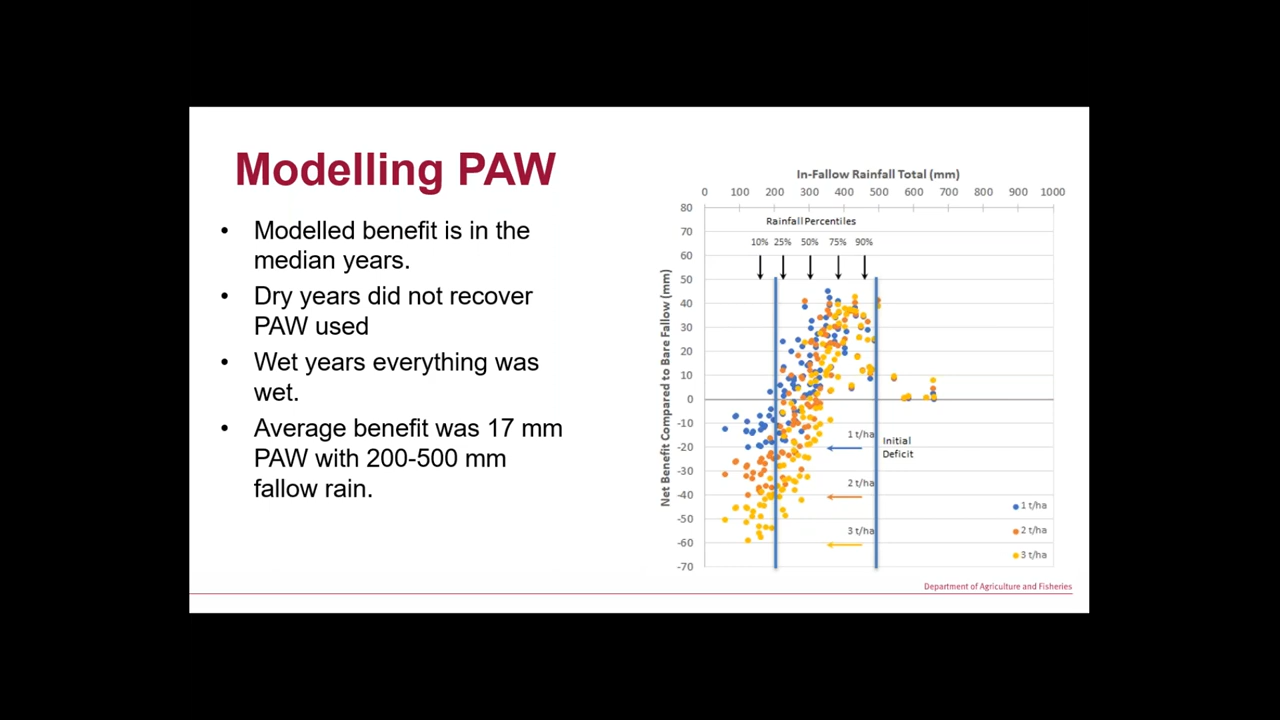 Modelling PAW
• Modelled benefit is in the
median years.
• Dry years did not recover
PAW used
• Wet years everything was
wet.
• Average benefit was 17 mm
PAW with 200-500 mm
fallow rain.
In-Fallow Rainfall Total (mm)
0 100 200 300 400 500 600 700 800 900 1000
Rainfall Percentiles
10% 25% 50% 75% 90%
Net Benefit Compared to Bare Fallow (mm)
80
70
60
50
40
30
20
10
0
-10
-20
-30
-40
-50
-60
-70
1 t/ha
2 t/ha
3 t/ha
Initial
Deficit
1 t/ha
2 t/ha
3 t/ha
Department of Agriculture and Fisheries